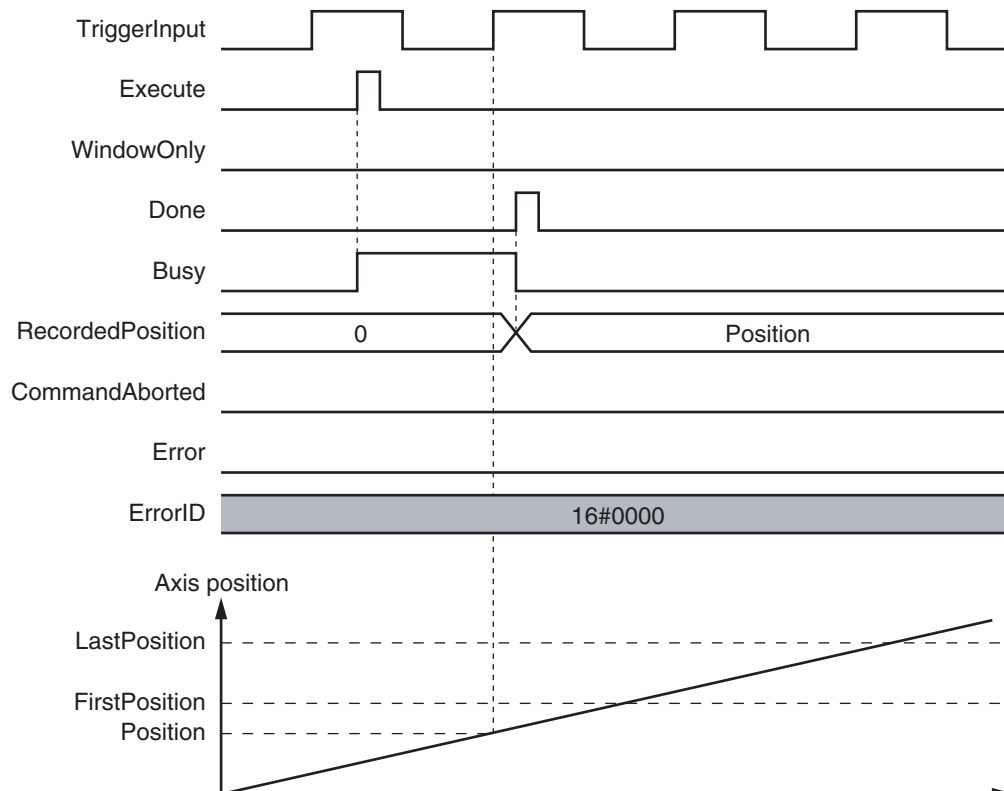 TriggerInput
Execute
WindowOnly
Done
Busy
RecordedPosition
0
Position
CommandAborted
Error
ErrorID
16#0000
Axis position
LastPosition
FirstPosition
Position